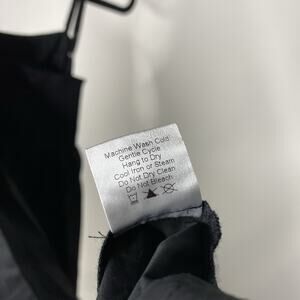 Machine Wash Cold
Gentle Cycle
Hang to Dry
Cool Iron or Steam
Do Not Dry Clean
Do Not Bleach